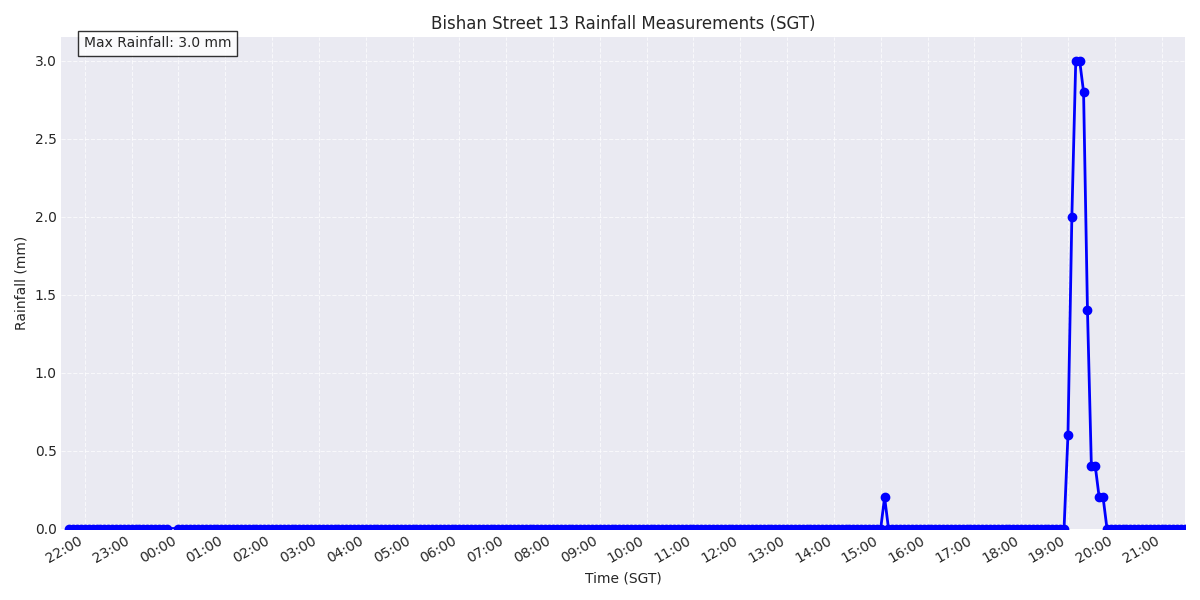 Bishan Street 13 Rainfall Measurements (SGT)
Max Rainfall: 3.0 mm
3.0
2.5
2.0
1.5
1.0
0.5
0.0
Rainfall (mm)
22:00 23:00 00:00 01:00 02:00 03:00 04:00 05:00 06:00 07:00 08:00 09:00 10:00 11:00 12:00 13:00 14:00 15:00 16:00 17:00 18:00 19:00 20:00 21:00
Time (SGT)